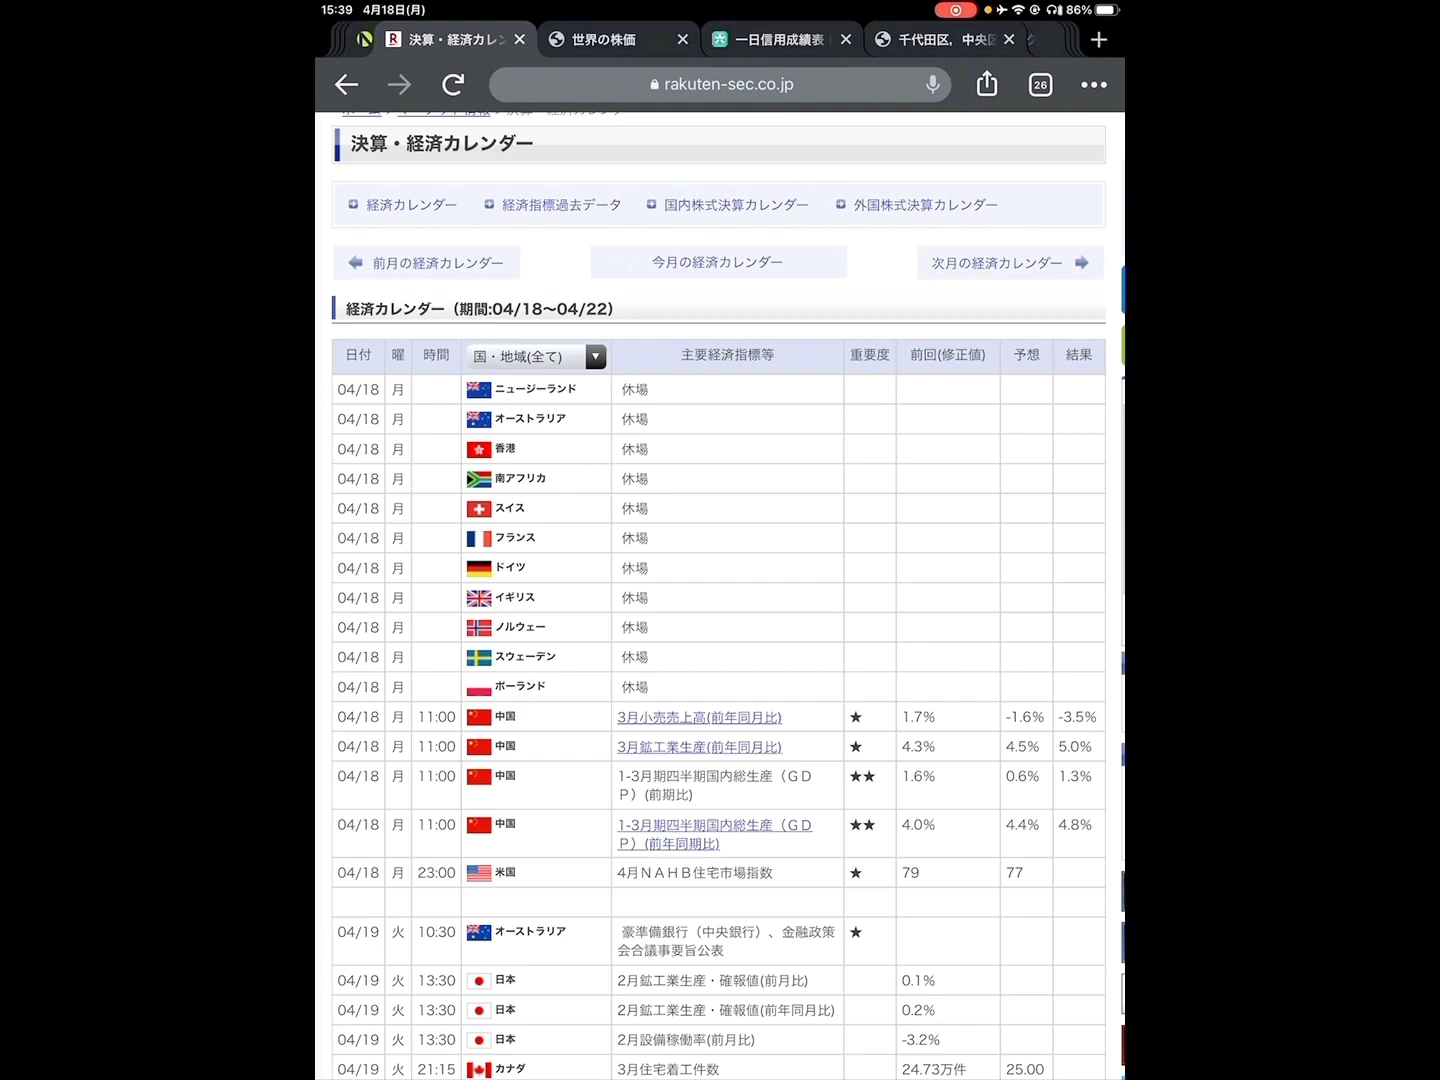 15:39 4月18日(月) 86%
決算・経済カレン 世界の株価 一日信用成績表 千代田区, 中央区
rakuten-sec.co.jp 26
決算・経済カレンダー
経済カレンダー 経済指標過去データ 国内株式決算カレンダー 外国株式決算カレンダー
前月の経済カレンダー 今月の経済カレンダー 次月の経済カレンダー
経済カレンダー（期間:04/18〜04/22）
日付 曜 時間 国・地域(全て) 主要経済指標等 重要度 前回(修正値) 予想 結果
04/18 月 ニュージーランド 休場
04/18 月 オーストラリア 休場
04/18 月 香港 休場
04/18 月 南アフリカ 休場
04/18 月 スイス 休場
04/18 月 フランス 休場
04/18 月 ドイツ 休場
04/18 月 イギリス 休場
04/18 月 ノルウェー 休場
04/18 月 スウェーデン 休場
04/18 月 ポーランド 休場
04/18 月 11:00 中国 3月小売売上高(前年同月比) ★ 1.7% -1.6% -3.5%
04/18 月 11:00 中国 3月鉱工業生産(前年同月比) ★ 4.3% 4.5% 5.0%
04/18 月 11:00 中国 1-3月期四半期国内総生産（ＧＤ ★★ 1.6% 0.6% 1.3%
Ｐ）(前期比)
04/18 月 11:00 中国 1-3月期四半期国内総生産（ＧＤ ★★ 4.0% 4.4% 4.8%
Ｐ）(前年同期比)
04/18 月 23:00 米国 4月ＮＡＨＢ住宅市場指数 ★ 79 77
04/19 火 10:30 オーストラリア 豪準備銀行（中央銀行）、金融政策 ★
会合議事要旨公表
04/19 火 13:30 日本 2月鉱工業生産・確報値(前月比) 0.1%
04/19 火 13:30 日本 2月鉱工業生産・確報値(前年同月比) 0.2%
04/19 火 13:30 日本 2月設備稼働率(前月比) -3.2%
04/19 火 21:15 カナダ 3月住宅着工件数 24.73万件 25.00